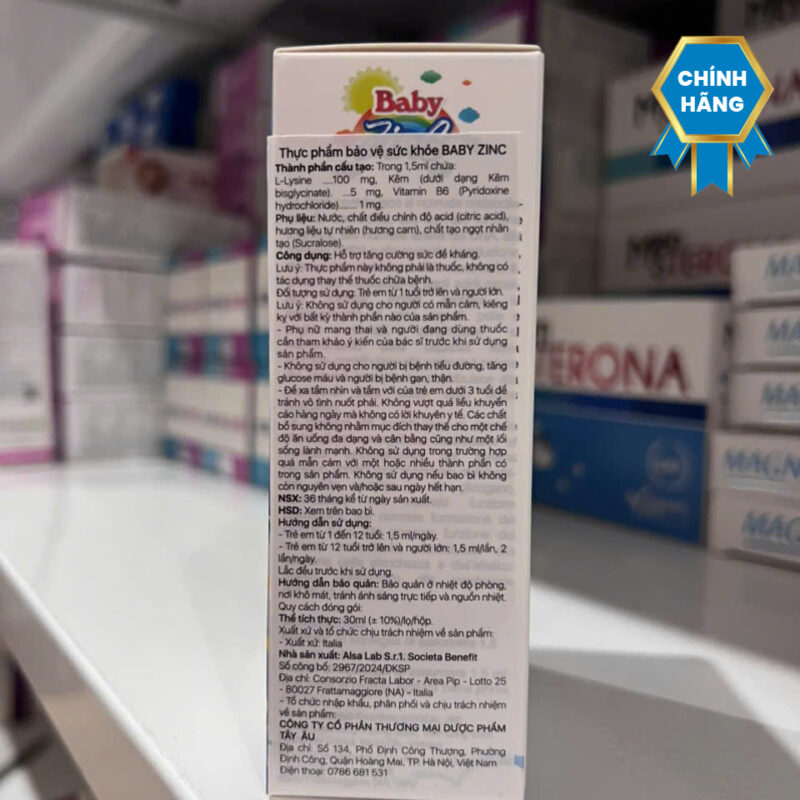 CHÍNH
HÃNG
Baby
Thực phẩm bảo vệ sức khỏe BABY ZINC
Thành phần cấu tạo: Trong 1,5ml chứa:
L-Lysine ....100 mg, Kẽm (dưới dạng Kẽm
bisglycinate). ...5 mg, Vitamin B6 (Pyridoxine
hydrochloride)....... 1 mg.
Phụ liệu: Nước, chất điều chỉnh độ acid (citric acid),
hương liệu tự nhiên (hương cam), chất tạo ngọt nhân
tạo (Sucralose).
Công dụng: Hỗ trợ tăng cường sức đề kháng.
Lưu ý: Thực phẩm này không phải là thuốc, không có
tác dụng thay thế thuốc chữa bệnh.
Đối tượng sử dụng: Trẻ em từ 1 tuổi trở lên và người lớn.
Lưu ý: Không sử dụng cho người có mẫn cảm, kiêng
kỵ với bất kỳ thành phần nào của sản phẩm.
- Phụ nữ mang thai và người đang dùng thuốc
cần tham khảo ý kiến của bác sĩ trước khi sử dụng
sản phẩm.
- Không sử dụng cho người bị bệnh tiểu đường, tăng
glucose máu và người bị bệnh gan, thận.
- Để xa tầm nhìn và tầm với của trẻ em dưới 3 tuổi để
tránh vô tình nuốt phải. Không vượt quá liều khuyến
cáo hàng ngày mà không có lời khuyên y tế. Các chất
bổ sung không nhằm mục đích thay thế cho một chế
độ ăn uống đa dạng và cân bằng cũng như một lối
sống lành mạnh. Không sử dụng trong trường hợp
quá mẫn cảm với một hoặc nhiều thành phần có
trong sản phẩm. Không sử dụng nếu bao bì không
còn nguyên vẹn và/hoặc sau ngày hết hạn.
NSX: 36 tháng kể từ ngày sản xuất.
HSD: Xem trên bao bì.
Hướng dẫn sử dụng:
- Trẻ em từ 1 đến 12 tuổi: 1,5 ml/ngày.
- Trẻ em từ 12 tuổi trở lên và người lớn: 1,5 ml/lần, 2
lần/ngày.
Lắc đều trước khi sử dụng.
Hướng dẫn bảo quản: Bảo quản ở nhiệt độ phòng,
nơi khô mát, tránh ánh sáng trực tiếp và nguồn nhiệt.
Quy cách đóng gói:
Thể tích thực: 30ml (± 10%)/lọ/hộp.
Xuất xứ và tổ chức chịu trách nhiệm về sản phẩm:
- Xuất xứ: Italia
Nhà sản xuất: Alsa Lab S.r.1. Societa Benefit
Số công bố: 2967/2024/ĐKSP
Địa chỉ: Consorzio Fracta Labor - Area Pip - Lotto 25
- 80027 Frattamaggiore (NA) - Italia
- Tổ chức nhập khẩu, phân phối và chịu trách nhiệm
về sản phẩm:
CÔNG TY CỔ PHẦN THƯƠNG MẠI DƯỢC PHẨM
TÂY ÂU
Địa chỉ: Số 134, Phố Định Công Thượng, Phường
Định Công, Quận Hoàng Mai, TP. Hà Nội, Việt Nam
Điện thoại: 0786 681 531
STERONA
MAGN